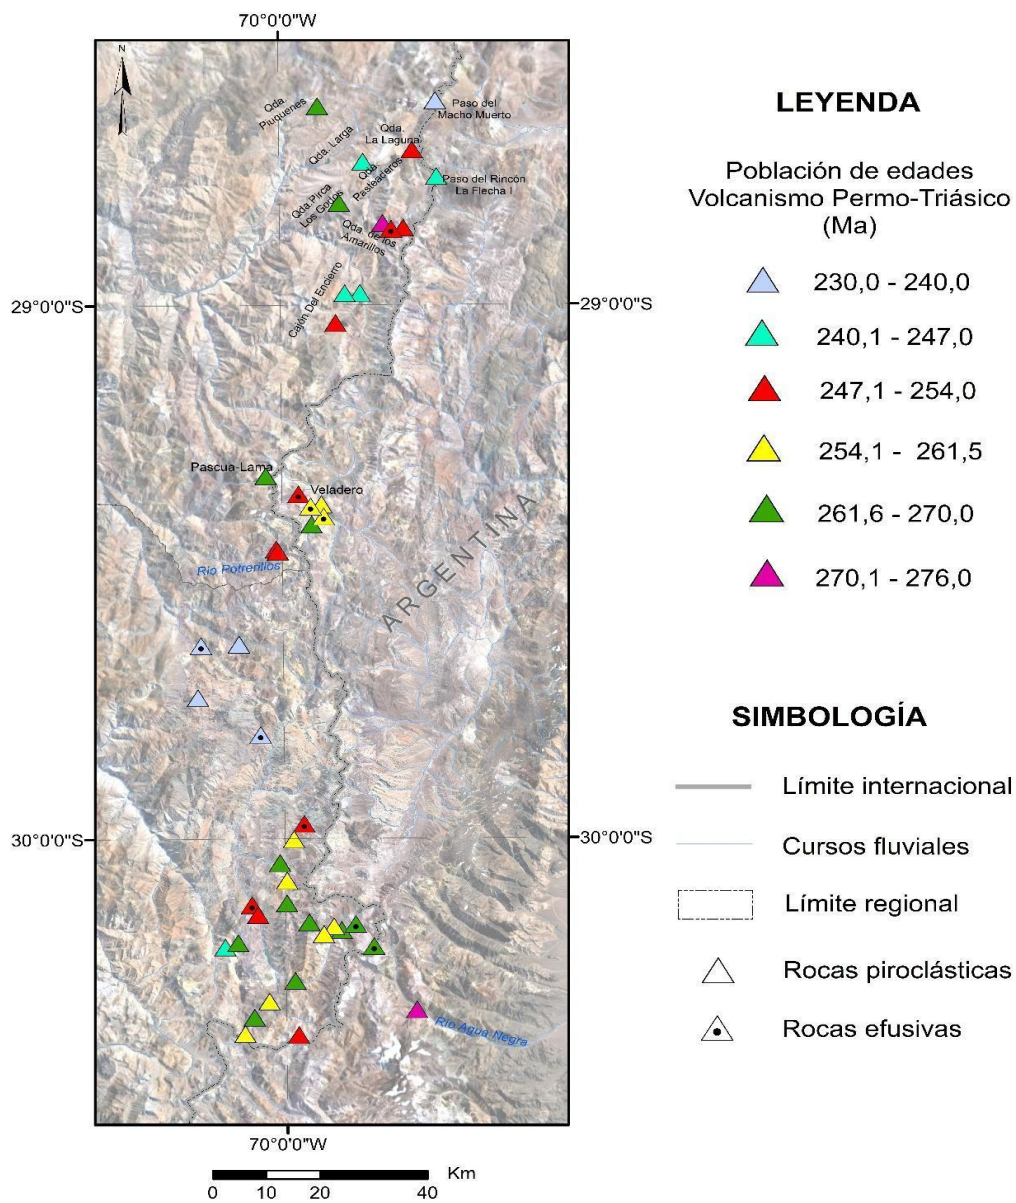 70°0'0"W
N
Qda.
Piuquenes
Paso del
Macho Muerto
Qda.
La Laguna
Qda. Larga
Qda.
Pasteaderos
Paso del Rincón
La Flecha I
Qda.Pirca
Los Godos
Qda. de los
Amarillos
Cajón Del Encierro
29°0'0"S
29°0'0"S
Pascua-Lama
Veladero
ARGENTINA
Río Potrerillos
30°0'0"S
30°0'0"S
Río Agua Negra
70°0'0"W
Km
0 10 20 40
LEYENDA
Población de edades
Volcanismo Permo-Triásico
(Ma)
230,0 - 240,0
240,1 - 247,0
247,1 - 254,0
254,1 - 261,5
261,6 - 270,0
270,1 - 276,0
SIMBOLOGÍA
Límite internacional
Cursos fluviales
Límite regional
Rocas piroclásticas
Rocas efusivas